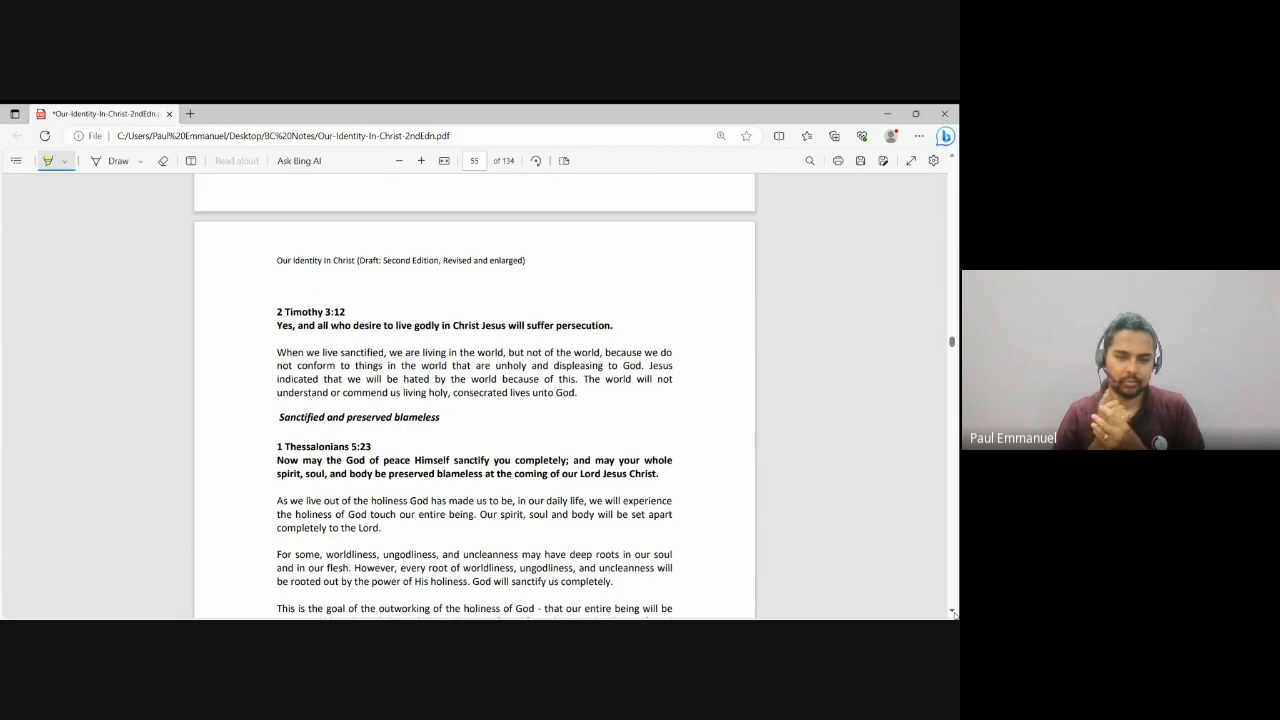 *Our-Identity-In-Christ-2ndEdn.
File
C:/Users/Paul%20Emmanuel/Desktop/BC%20Notes/Our-Identity-In-Christ-2ndEdn.pdf
Draw
Read aloud
Ask Bing AI
55 of 134
Our Identity In Christ (Draft: Second Edition, Revised and enlarged)
2 Timothy 3:12
Yes, and all who desire to live godly in Christ Jesus will suffer persecution.
When we live sanctified, we are living in the world, but not of the world, because we do
not conform to things in the world that are unholy and displeasing to God. Jesus
indicated that we will be hated by the world because of this. The world will not
understand or commend us living holy, consecrated lives unto God.
Sanctified and preserved blameless
1 Thessalonians 5:23
Now may the God of peace Himself sanctify you completely; and may your whole
spirit, soul, and body be preserved blameless at the coming of our Lord Jesus Christ.
As we live out of the holiness God has made us to be, in our daily life, we will experience
the holiness of God touch our entire being. Our spirit, soul and body will be set apart
completely to the Lord.
For some, worldliness, ungodliness, and uncleanness may have deep roots in our soul
and in our flesh. However, every root of worldliness, ungodliness, and uncleanness will
be rooted out by the power of His holiness. God will sanctify us completely.
This is the goal of the outworking of the holiness of God - that our entire being will be
Paul Emmanuel